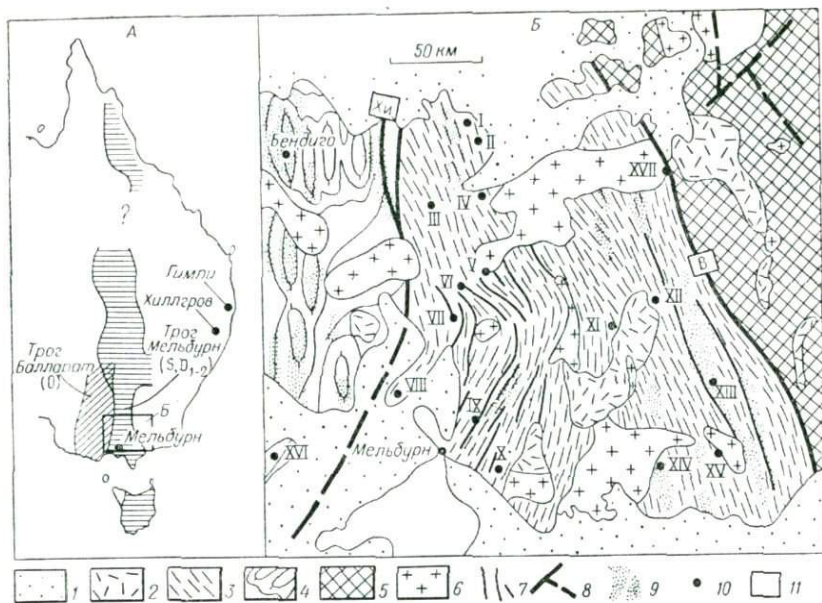 А
Б
50 км
Хи
Бендиго
I
II
III
IV
V
VI
VII
VIII
IX
X
XI
XII
XIII
XIV
XV
XVI
XVII
В
?
Гимпи
Хиллгров
Трог
Мельбурн
(S,D1-2)
Трог
Балларат
(O)
Б
Мельбурн
Мельбурн
1 2 3 4 5 6 7 8 9 10 11